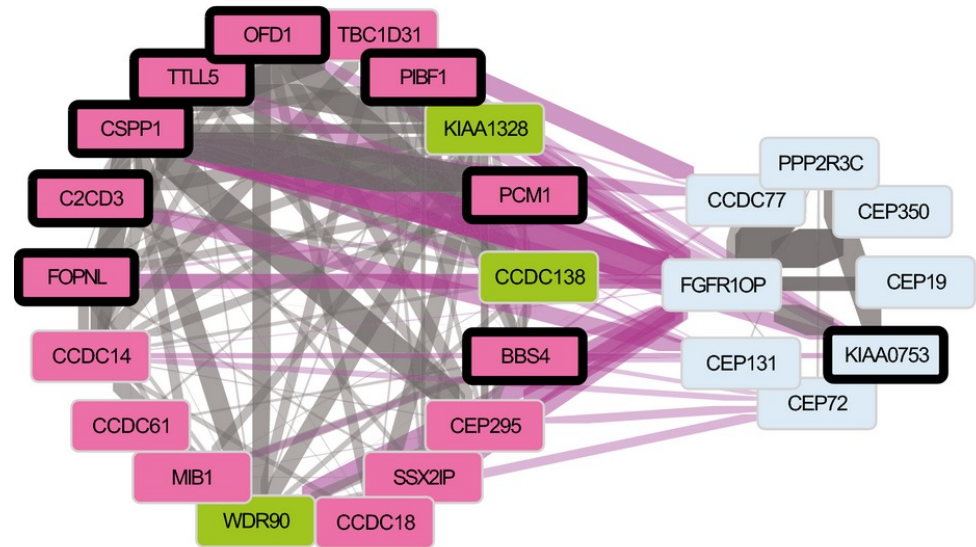 OFD1
TBC1D31
TTLL5
PIBF1
CSPP1
KIAA1328
PPP2R3C
C2CD3
PCM1
CCDC77
CEP350
FOPNL
CCDC138
FGFR1OP
CEP19
CCDC14
BBS4
CEP131
KIAA0753
CEP72
CCDC61
CEP295
MIB1
SSX2IP
WDR90
CCDC18